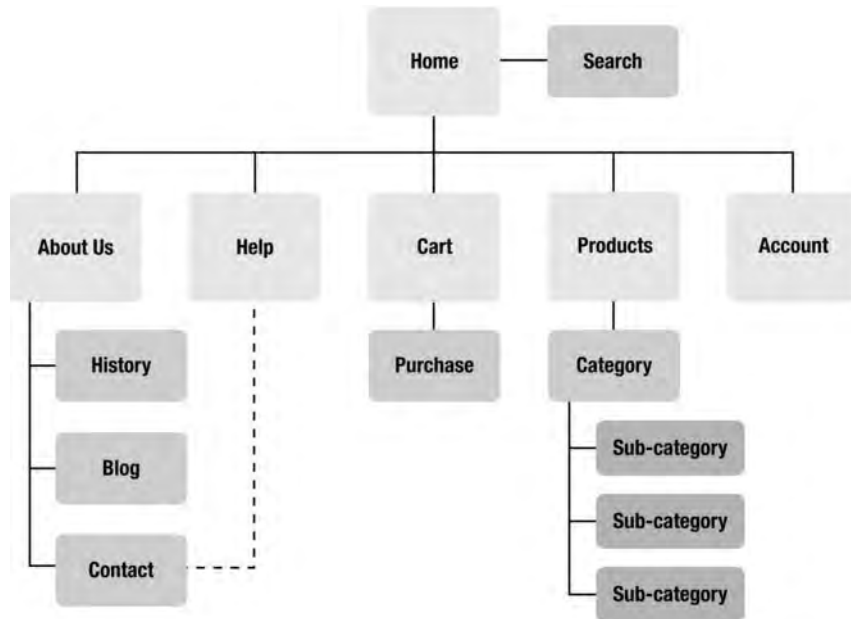 Home
Search
About Us
Help
Cart
Products
Account
History
Purchase
Category
Blog
Sub-category
Sub-category
Contact
Sub-category